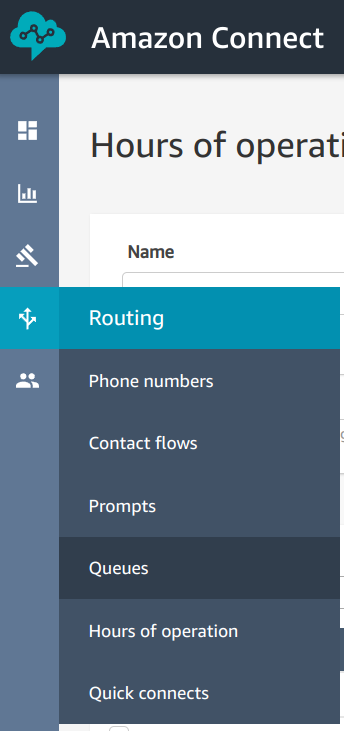 Amazon Connect
Hours of operati
Name
Routing
Phone numbers
Contact flows
Prompts
Queues
Hours of operation
Quick connects